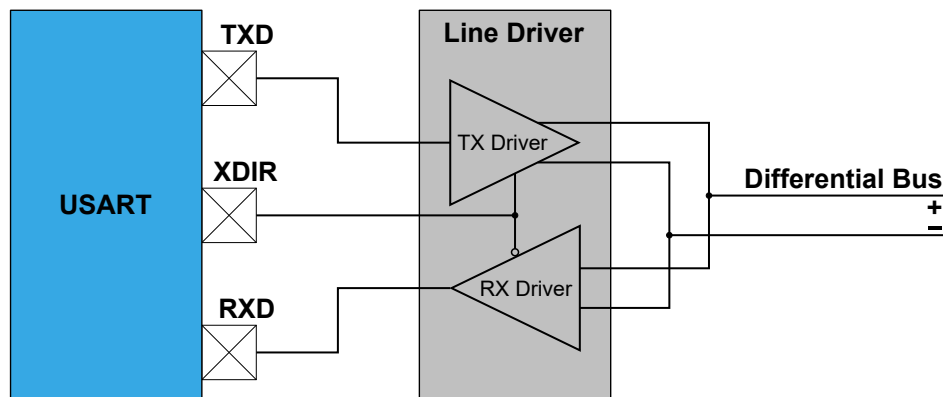 TXD
Line Driver
TX Driver
XDIR
USART
Differential Bus
+
−
RX Driver
RXD